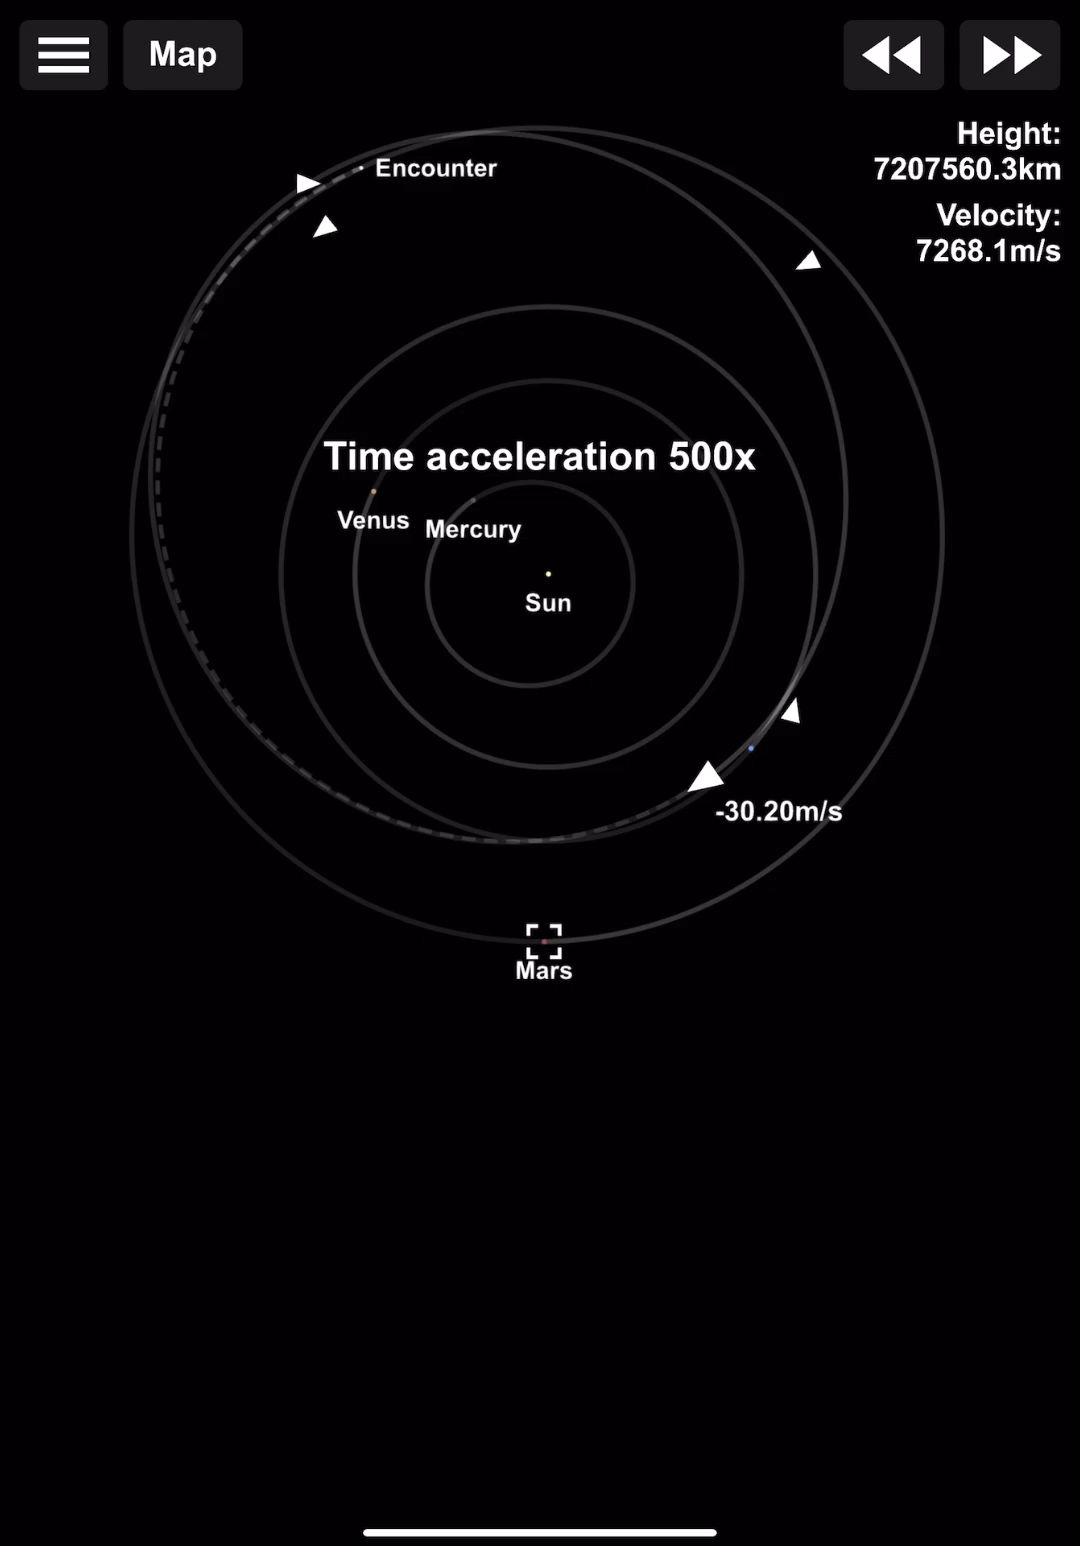 Map
Height:
7207560.3km
Velocity:
7268.1m/s
Encounter
Time acceleration 500x
Venus
Mercury
Sun
-30.20m/s
Mars